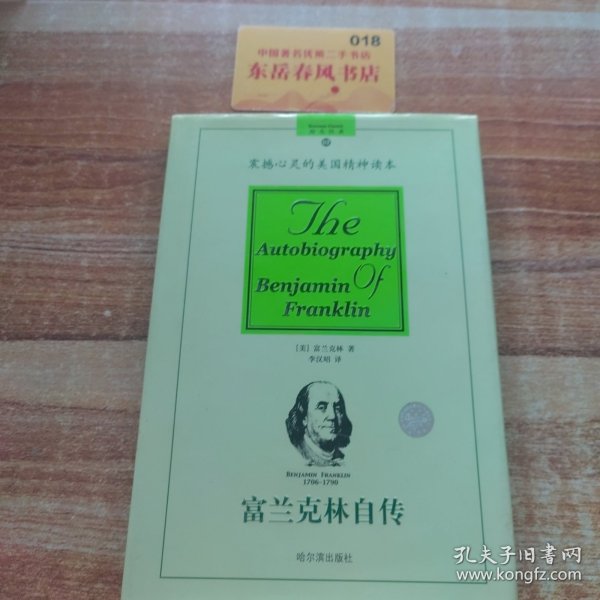 018
中国著名优邮二手书店
东岳春风书店
震撼心灵的美国精神读本
The
Autobiography
Of
Benjamin
Franklin
[美] 富兰克林 著
李汉昭 译
BENJAMIN FRANKLIN
1706-1790
富兰克林自传
哈尔滨出版社
孔夫子旧书网
www.kongfz.com